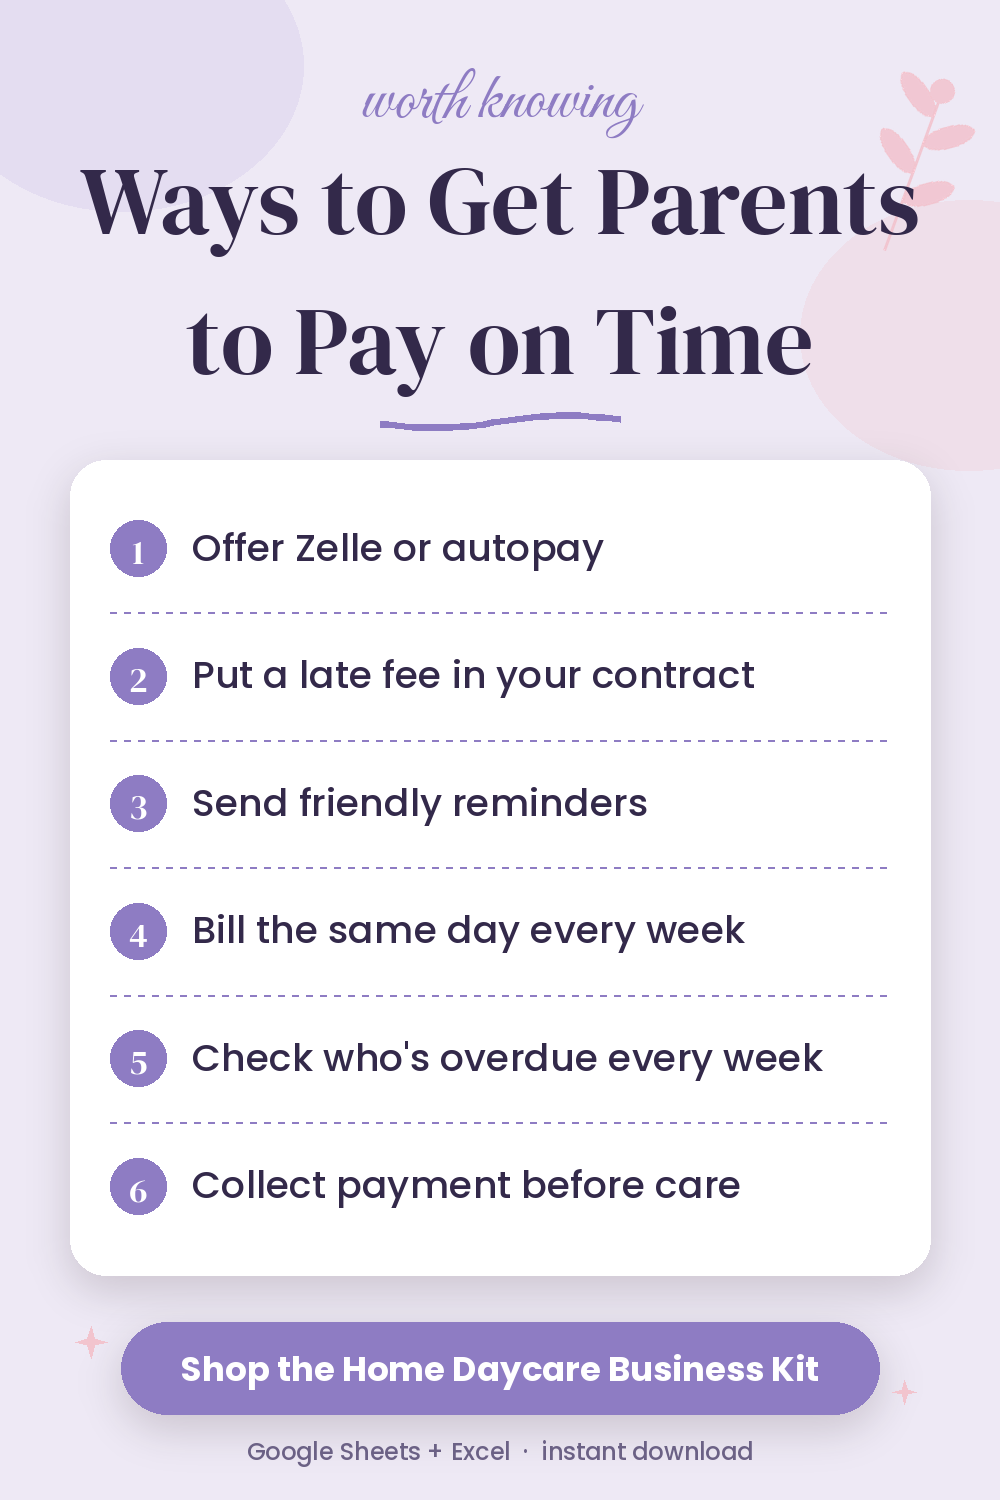 worth knowing
Ways to Get Parents
to Pay on Time
1 Offer Zelle or autopay
2 Put a late fee in your contract
3 Send friendly reminders
4 Bill the same day every week
5 Check who's overdue every week
6 Collect payment before care
Shop the Home Daycare Business Kit
Google Sheets + Excel · instant download